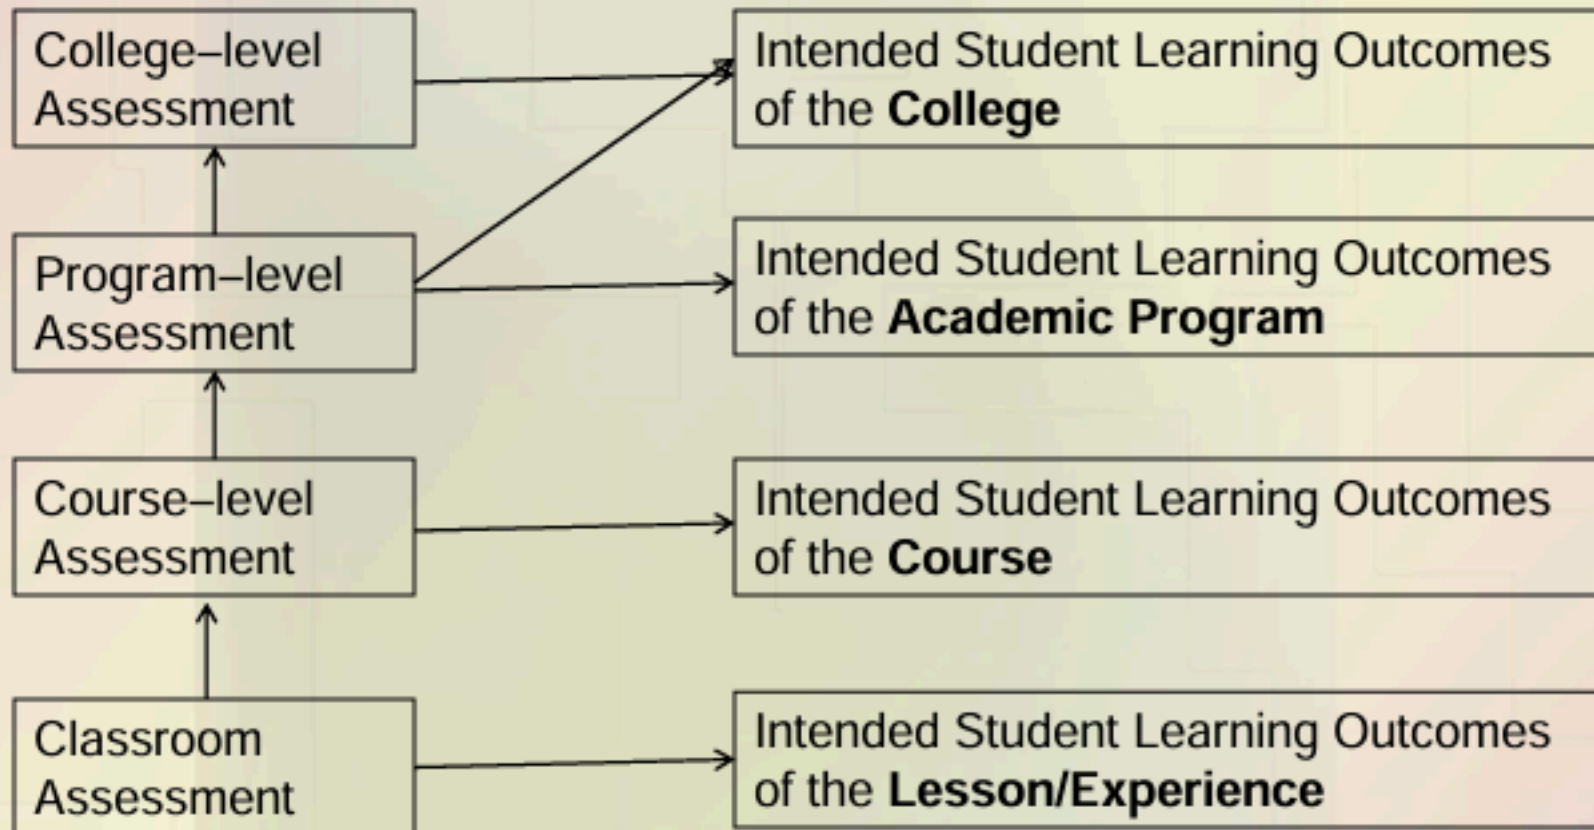 College–level
Assessment
Intended Student Learning Outcomes
of the College
Program–level
Assessment
Intended Student Learning Outcomes
of the Academic Program
Course–level
Assessment
Intended Student Learning Outcomes
of the Course
Classroom
Assessment
Intended Student Learning Outcomes
of the Lesson/Experience